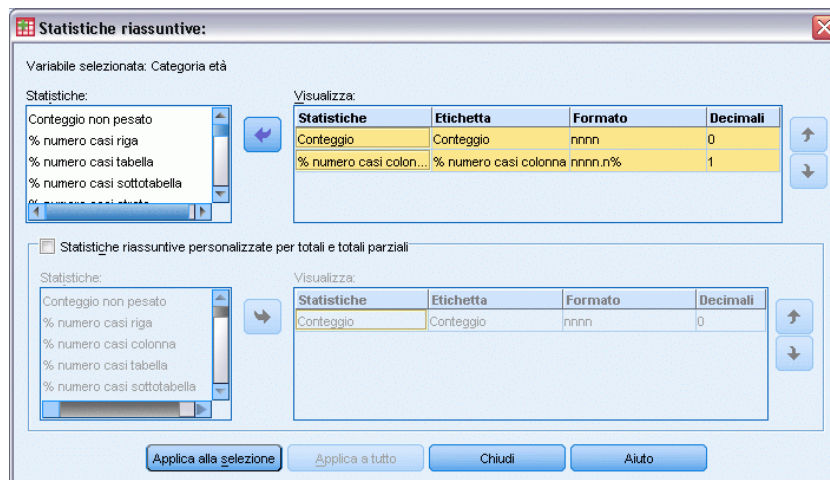 Statistiche riassuntive:
Variabile selezionata: Categoria età
Statistiche:
Conteggio non pesato
% numero casi riga
% numero casi tabella
% numero casi sottotabella
% numero casi strato
Visualizza:
Statistiche Etichetta Formato Decimali
Conteggio Conteggio nnnn 0
% numero casi colon... % numero casi colonna nnnn.n% 1
Statistiche riassuntive personalizzate per totali e totali parziali
Statistiche:
Conteggio non pesato
% numero casi riga
% numero casi colonna
% numero casi tabella
% numero casi sottotabella
Visualizza:
Statistiche Etichetta Formato Decimali
Conteggio Conteggio nnnn 0
Applica alla selezione Applica a tutto Chiudi Aiuto